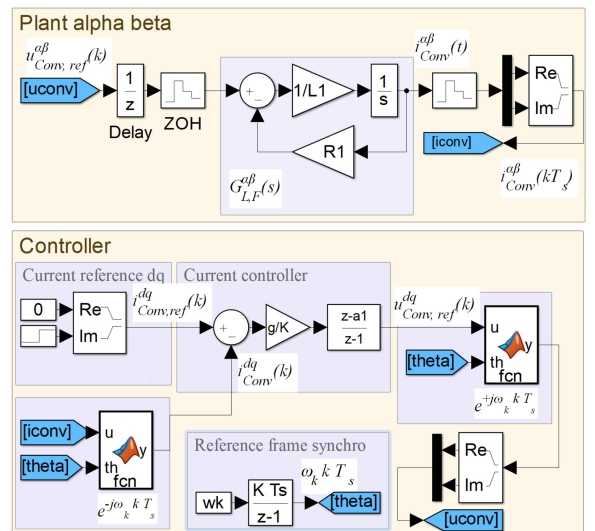 Plant alpha beta
u^{αβ}_{Conv, ref}(k)
[uconv]
1
z
Delay
ZOH
+
−
1/L1
1
s
R1
G^{αβ}_{L,F}(s)
i^{αβ}_{Conv}(t)
Re
Im
[iconv]
i^{αβ}_{Conv}(kT_s)
Controller
Current reference dq
0
Re
Im
i^{dq}_{Conv,ref}(k)
Current controller
+
−
g/K
z-a1
z-1
i^{dq}_{Conv}(k)
u^{dq}_{Conv, ref}(k)
[theta]
u
th
y
fcn
e^{+jω_k k T_s}
[iconv]
[theta]
u
th
y
fcn
e^{-jω_k k T_s}
Reference frame synchro
wk
K Ts
z-1
ω_k k T_s
[theta]
Re
Im
[uconv]